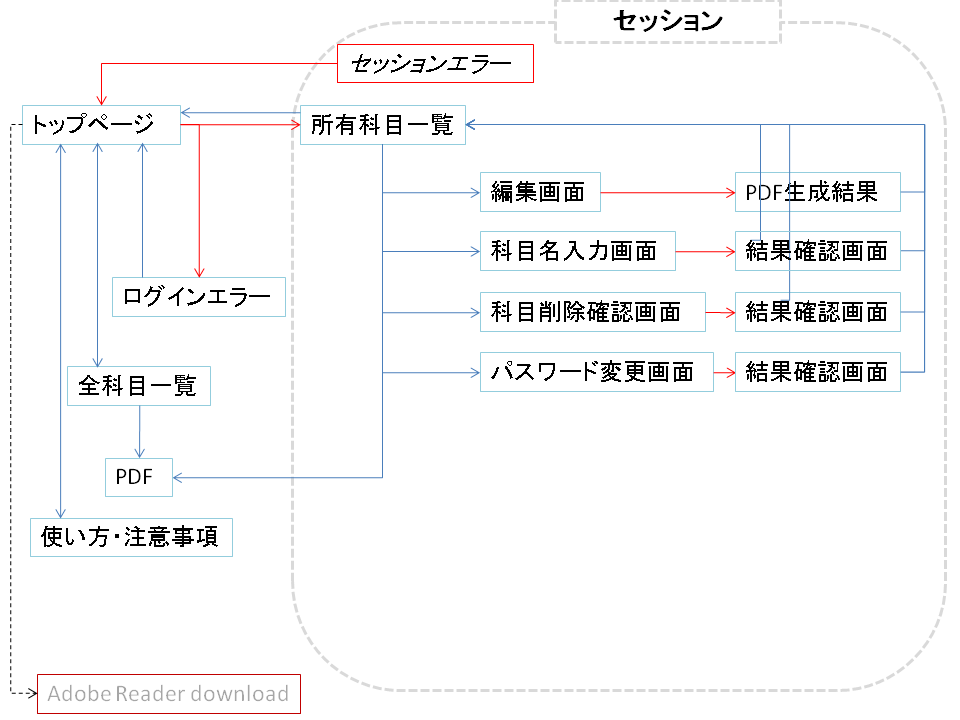 セッション
セッションエラー
トップページ
所有科目一覧
編集画面
PDF生成結果
科目名入力画面
結果確認画面
ログインエラー
科目削除確認画面
結果確認画面
パスワード変更画面
結果確認画面
全科目一覧
PDF
使い方・注意事項
Adobe Reader download